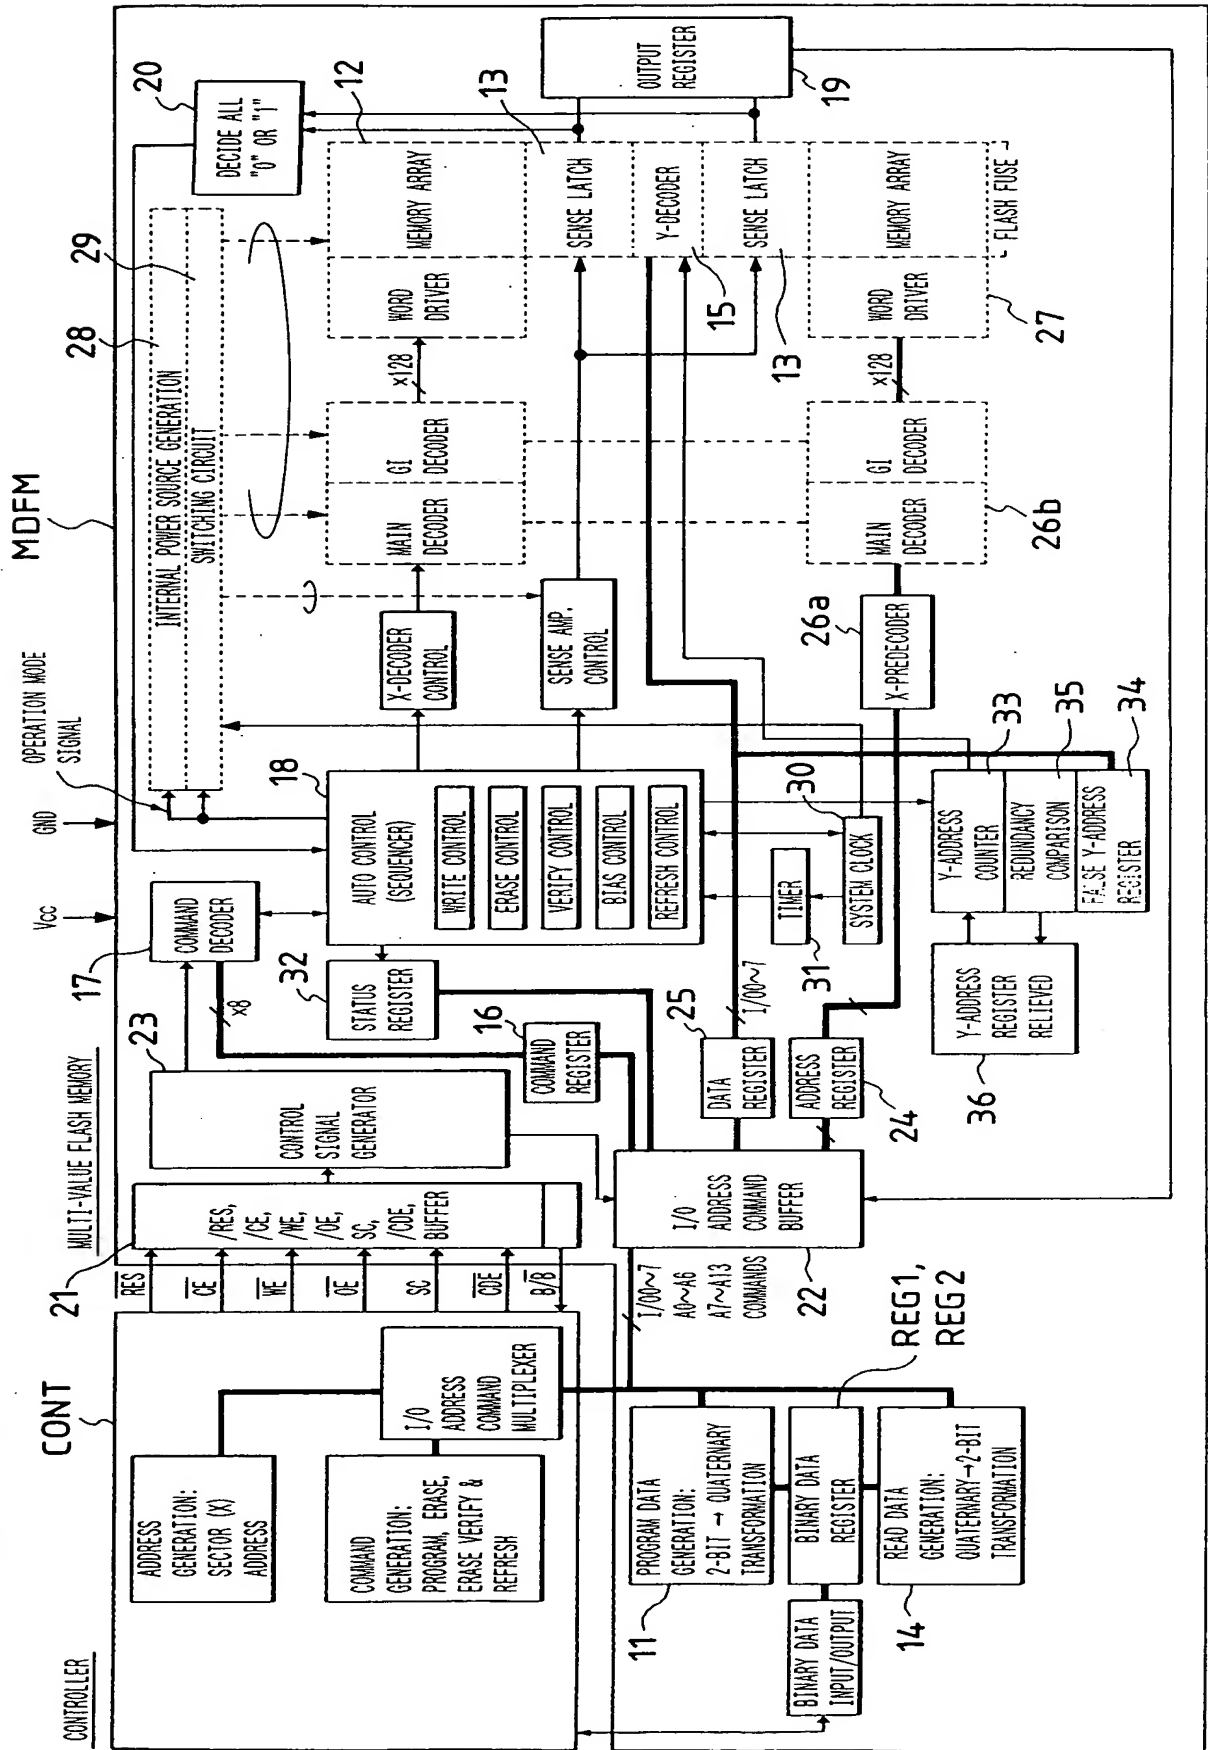 MDFM
CONT
CONTROLLER
ADDRESS
GENERATION:
SECTOR (X)
ADDRESS
COMMAND
GENERATION:
PROGRAM, ERASE,
ERASE VERIFY &
REFRESH
I/O
ADDRESS
COMMAND
MULTIPLEXER
RES
CE
WE
OE
SC
CDE
B/B
MULTI-VALUE FLASH MEMORY
21
/RES,
/CE,
/WE,
/OE,
SC,
/CDE,
BUFFER
23
CONTROL
SIGNAL
GENERATOR
17
COMMAND
DECODER
x8
Vcc
GND
OPERATION MODE
SIGNAL
28
INTERNAL POWER SOURCE GENERATION
29
SWITCHING CIRCUIT
20
DECIDE ALL
"0" OR "1"
32
STATUS
REGISTER
16
COMMAND
REGISTER
18
AUTO CONTROL
(SEQUENCER)
WRITE CONTROL
ERASE CONTROL
VERIFY CONTROL
BIAS CONTROL
REFRESH CONTROL
X-DECODER
CONTROL
SENSE AMP.
CONTROL
MAIN
DECODER
GI
DECODER
x128
WORD
DRIVER
MEMORY ARRAY
12
SENSE LATCH
13
Y-DECODER
15
SENSE LATCH
13
OUTPUT
REGISTER
19
I/O0~7
A0~A6
A7~A13
COMMANDS
I/O
ADDRESS
COMMAND
BUFFER
22
25
DATA
REGISTER
I/O0~7
ADDRESS
REGISTER
24
TIMER
31
SYSTEM CLOCK
30
X-PREDECODER
26a
MAIN
DECODER
GI
DECODER
26b
x128
WORD
DRIVER
27
MEMORY ARRAY
FLASH FUSE
11
PROGRAM DATA
GENERATION:
2-BIT → QUATERNARY
TRANSFORMATION
BINARY DATA
INPUT/OUTPUT
BINARY DATA
REGISTER
REG1,
REG2
14
READ DATA
GENERATION:
QUATERNARY→2-BIT
TRANSFORMATION
36
Y-ADDRESS
REGISTER
RELIEVED
Y-ADDRESS
COUNTER
33
REDUNDANCY
COMPARISON
35
FALSE Y-ADDRESS
REGISTER
34